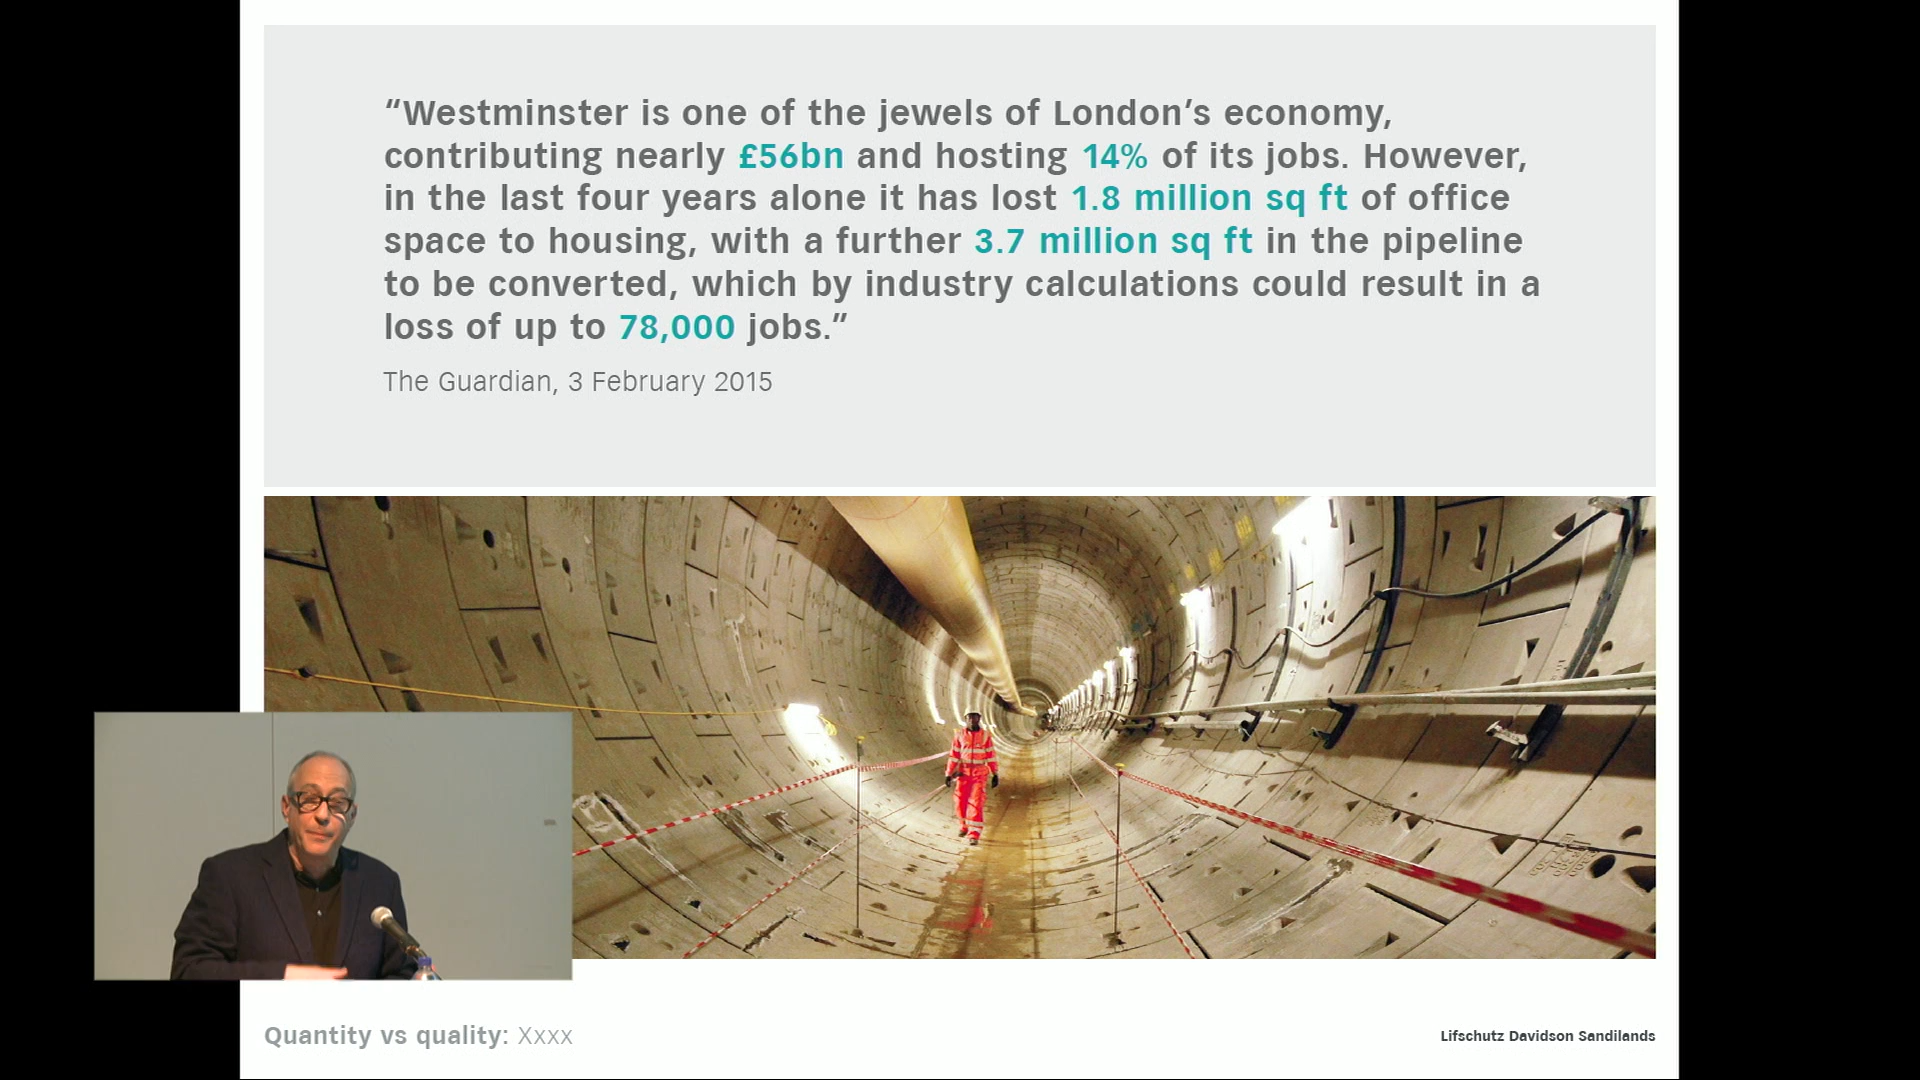 “Westminster is one of the jewels of London’s economy,
contributing nearly £56bn and hosting 14% of its jobs. However,
in the last four years alone it has lost 1.8 million sq ft of office
space to housing, with a further 3.7 million sq ft in the pipeline
to be converted, which by industry calculations could result in a
loss of up to 78,000 jobs.”
The Guardian, 3 February 2015
Quantity vs quality: Xxxx
Lifschutz Davidson Sandilands